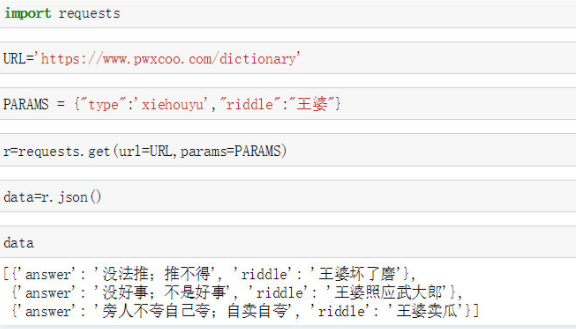 import requests
URL='https://www.pwxcoo.com/dictionary'
PARAMS = {"type":'xiehouyu',"riddle":"王婆"}
r=requests.get(url=URL,params=PARAMS)
data=r.json()
data
[{'answer': '没法推；推不得', 'riddle': '王婆坏了磨'},
{'answer': '没好事；不是好事', 'riddle': '王婆照应武大郎'},
{'answer': '旁人不夸自己夸；自卖自夸', 'riddle': '王婆卖瓜'}]